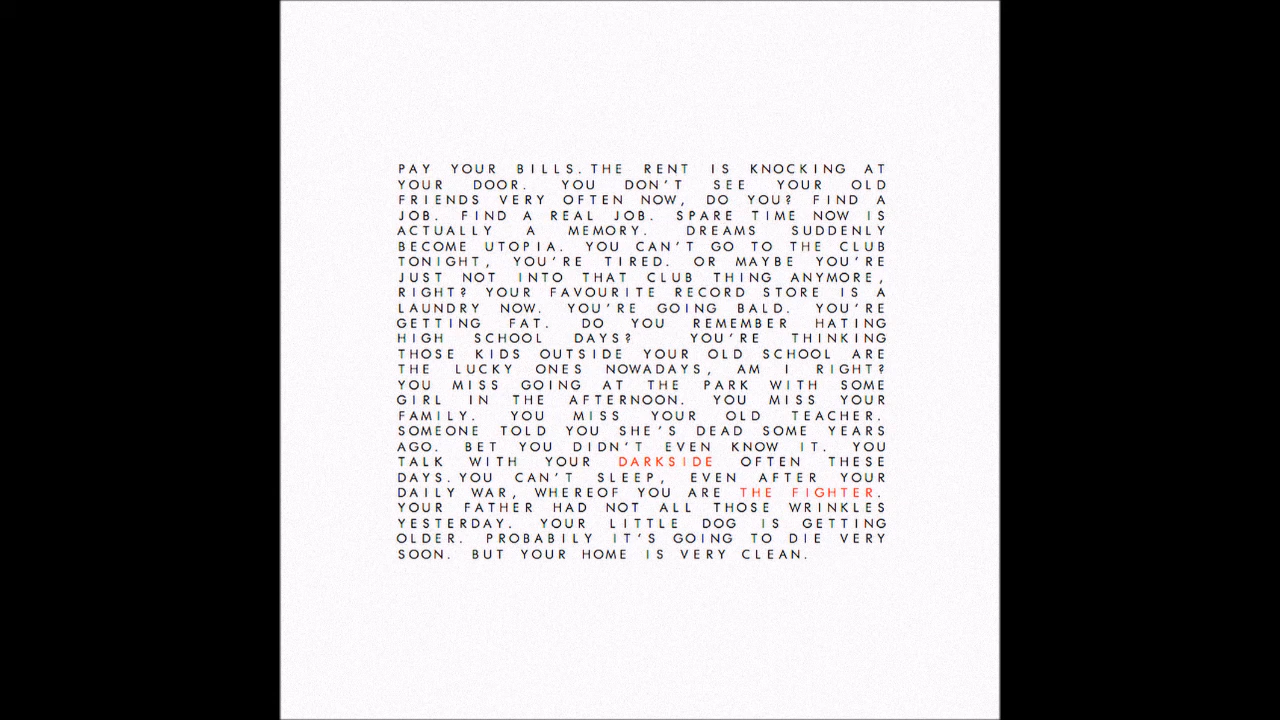 PAY YOUR BILLS. THE RENT IS KNOCKING AT
YOUR DOOR. YOU DON'T SEE YOUR OLD
FRIENDS VERY OFTEN NOW, DO YOU? FIND A
JOB. FIND A REAL JOB. SPARE TIME NOW IS
ACTUALLY A MEMORY. DREAMS SUDDENLY
BECOME UTOPIA. YOU CAN'T GO TO THE CLUB
TONIGHT, YOU'RE TIRED. OR MAYBE YOU'RE
JUST NOT INTO THAT CLUB THING ANYMORE,
RIGHT? YOUR FAVOURITE RECORD STORE IS A
LAUNDRY NOW. YOU'RE GOING BALD. YOU'RE
GETTING FAT. DO YOU REMEMBER HATING
HIGH SCHOOL DAYS? YOU'RE THINKING
THOSE KIDS OUTSIDE YOUR OLD SCHOOL ARE
THE LUCKY ONES NOWADAYS, AM I RIGHT?
YOU MISS GOING AT THE PARK WITH SOME
GIRL IN THE AFTERNOON. YOU MISS YOUR
FAMILY. YOU MISS YOUR OLD TEACHER.
SOMEONE TOLD YOU SHE'S DEAD SOME YEARS
AGO. BET YOU DIDN'T EVEN KNOW IT. YOU
TALK WITH YOUR DARKSIDE OFTEN THESE
DAYS. YOU CAN'T SLEEP, EVEN AFTER YOUR
DAILY WAR, WHEREOF YOU ARE THE FIGHTER.
YOUR FATHER HAD NOT ALL THOSE WRINKLES
YESTERDAY. YOUR LITTLE DOG IS GETTING
OLDER. PROBABILY IT'S GOING TO DIE VERY
SOON. BUT YOUR HOME IS VERY CLEAN.